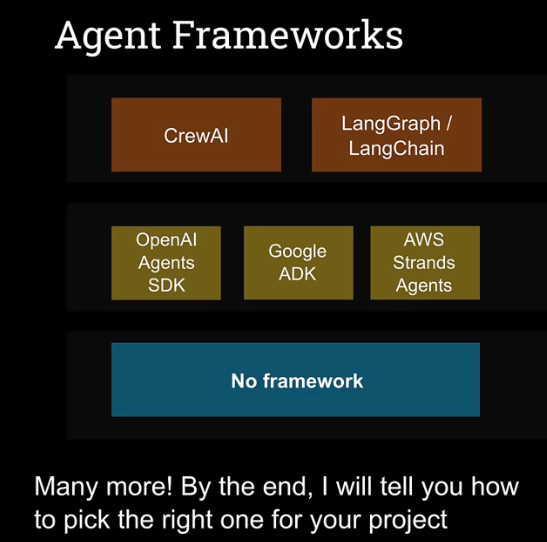 Agent Frameworks
CrewAI
LangGraph /
LangChain
OpenAI
Agents
SDK
Google
ADK
AWS
Strands
Agents
No framework
Many more! By the end, I will tell you how
to pick the right one for your project